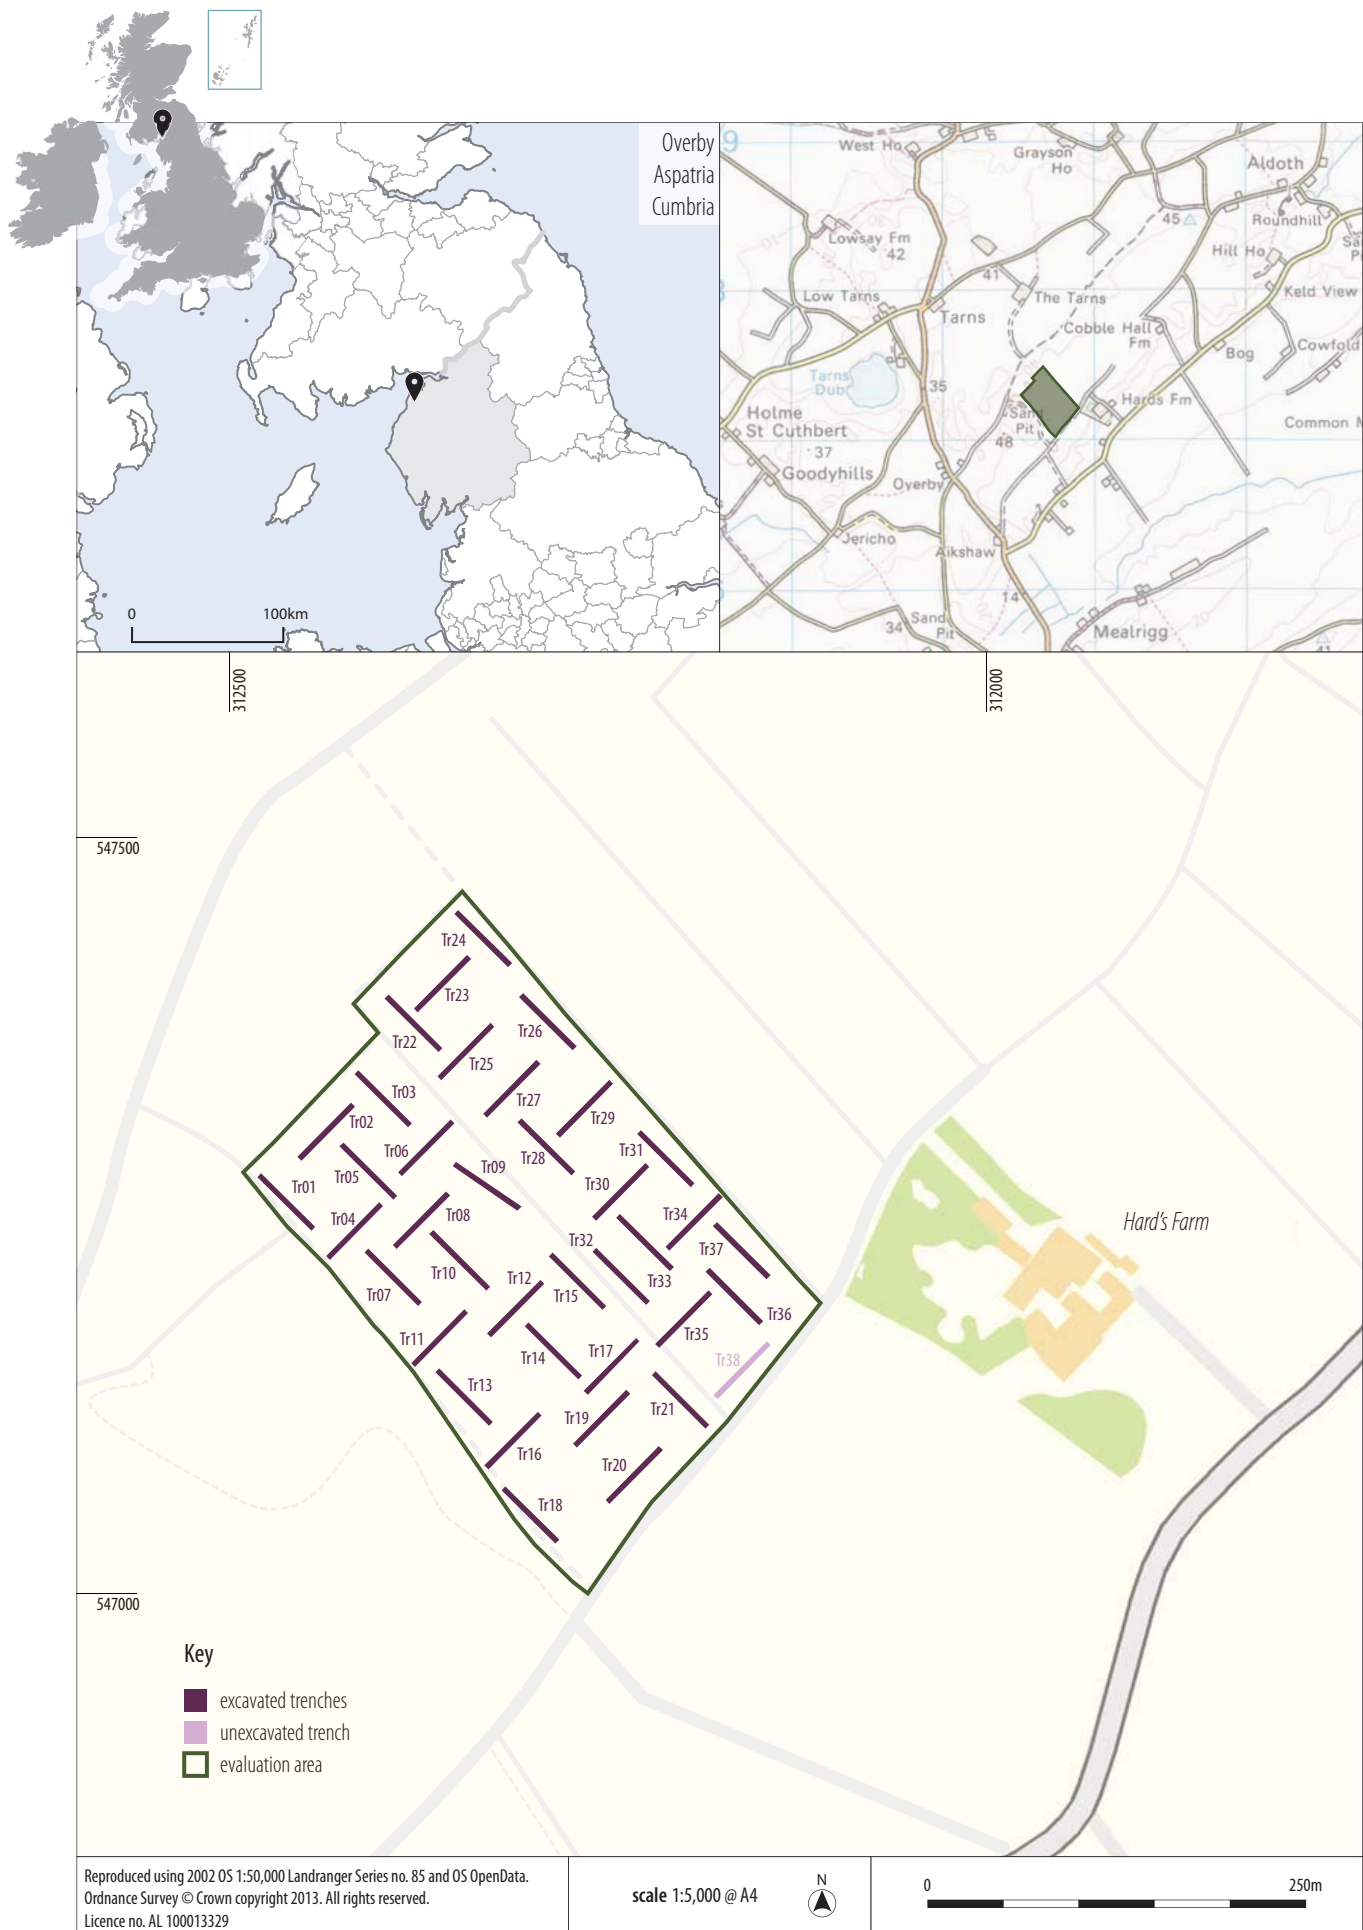 Overby
Aspatria
Cumbria
0
100km
West Ho
Grayson
Ho
Aldoth
45
Roundhill
Lowsay Fm
42
Hill Ho
41
Low Tarns
The Tarns
Keld View
Tarns
Cobble Hall
Fm
Bog
Cowfold
Tarns
Dub
35
Hards Fm
Holme
St Cuthbert
Sand
Pit
48
Common
37
Goodyhills
Overby
Jericho
Aikshaw
14
34
Sand
Pit
Mealrigg
312500
312000
547500
Tr24
Tr23
Tr26
Tr22
Tr25
Tr03
Tr27
Tr29
Tr02
Tr06
Tr31
Tr28
Tr09
Tr05
Tr30
Tr01
Tr04
Tr08
Tr34
Hard's Farm
Tr32
Tr37
Tr10
Tr12
Tr33
Tr07
Tr15
Tr36
Tr11
Tr35
Tr14
Tr17
Tr38
Tr13
Tr21
Tr19
Tr16
Tr20
Tr18
547000
Key
excavated trenches
unexcavated trench
evaluation area
Reproduced using 2002 OS 1:50,000 Landranger Series no. 85 and OS OpenData.
Ordnance Survey © Crown copyright 2013. All rights reserved.
Licence no. AL 100013329
scale 1:5,000 @ A4
N
0
250m